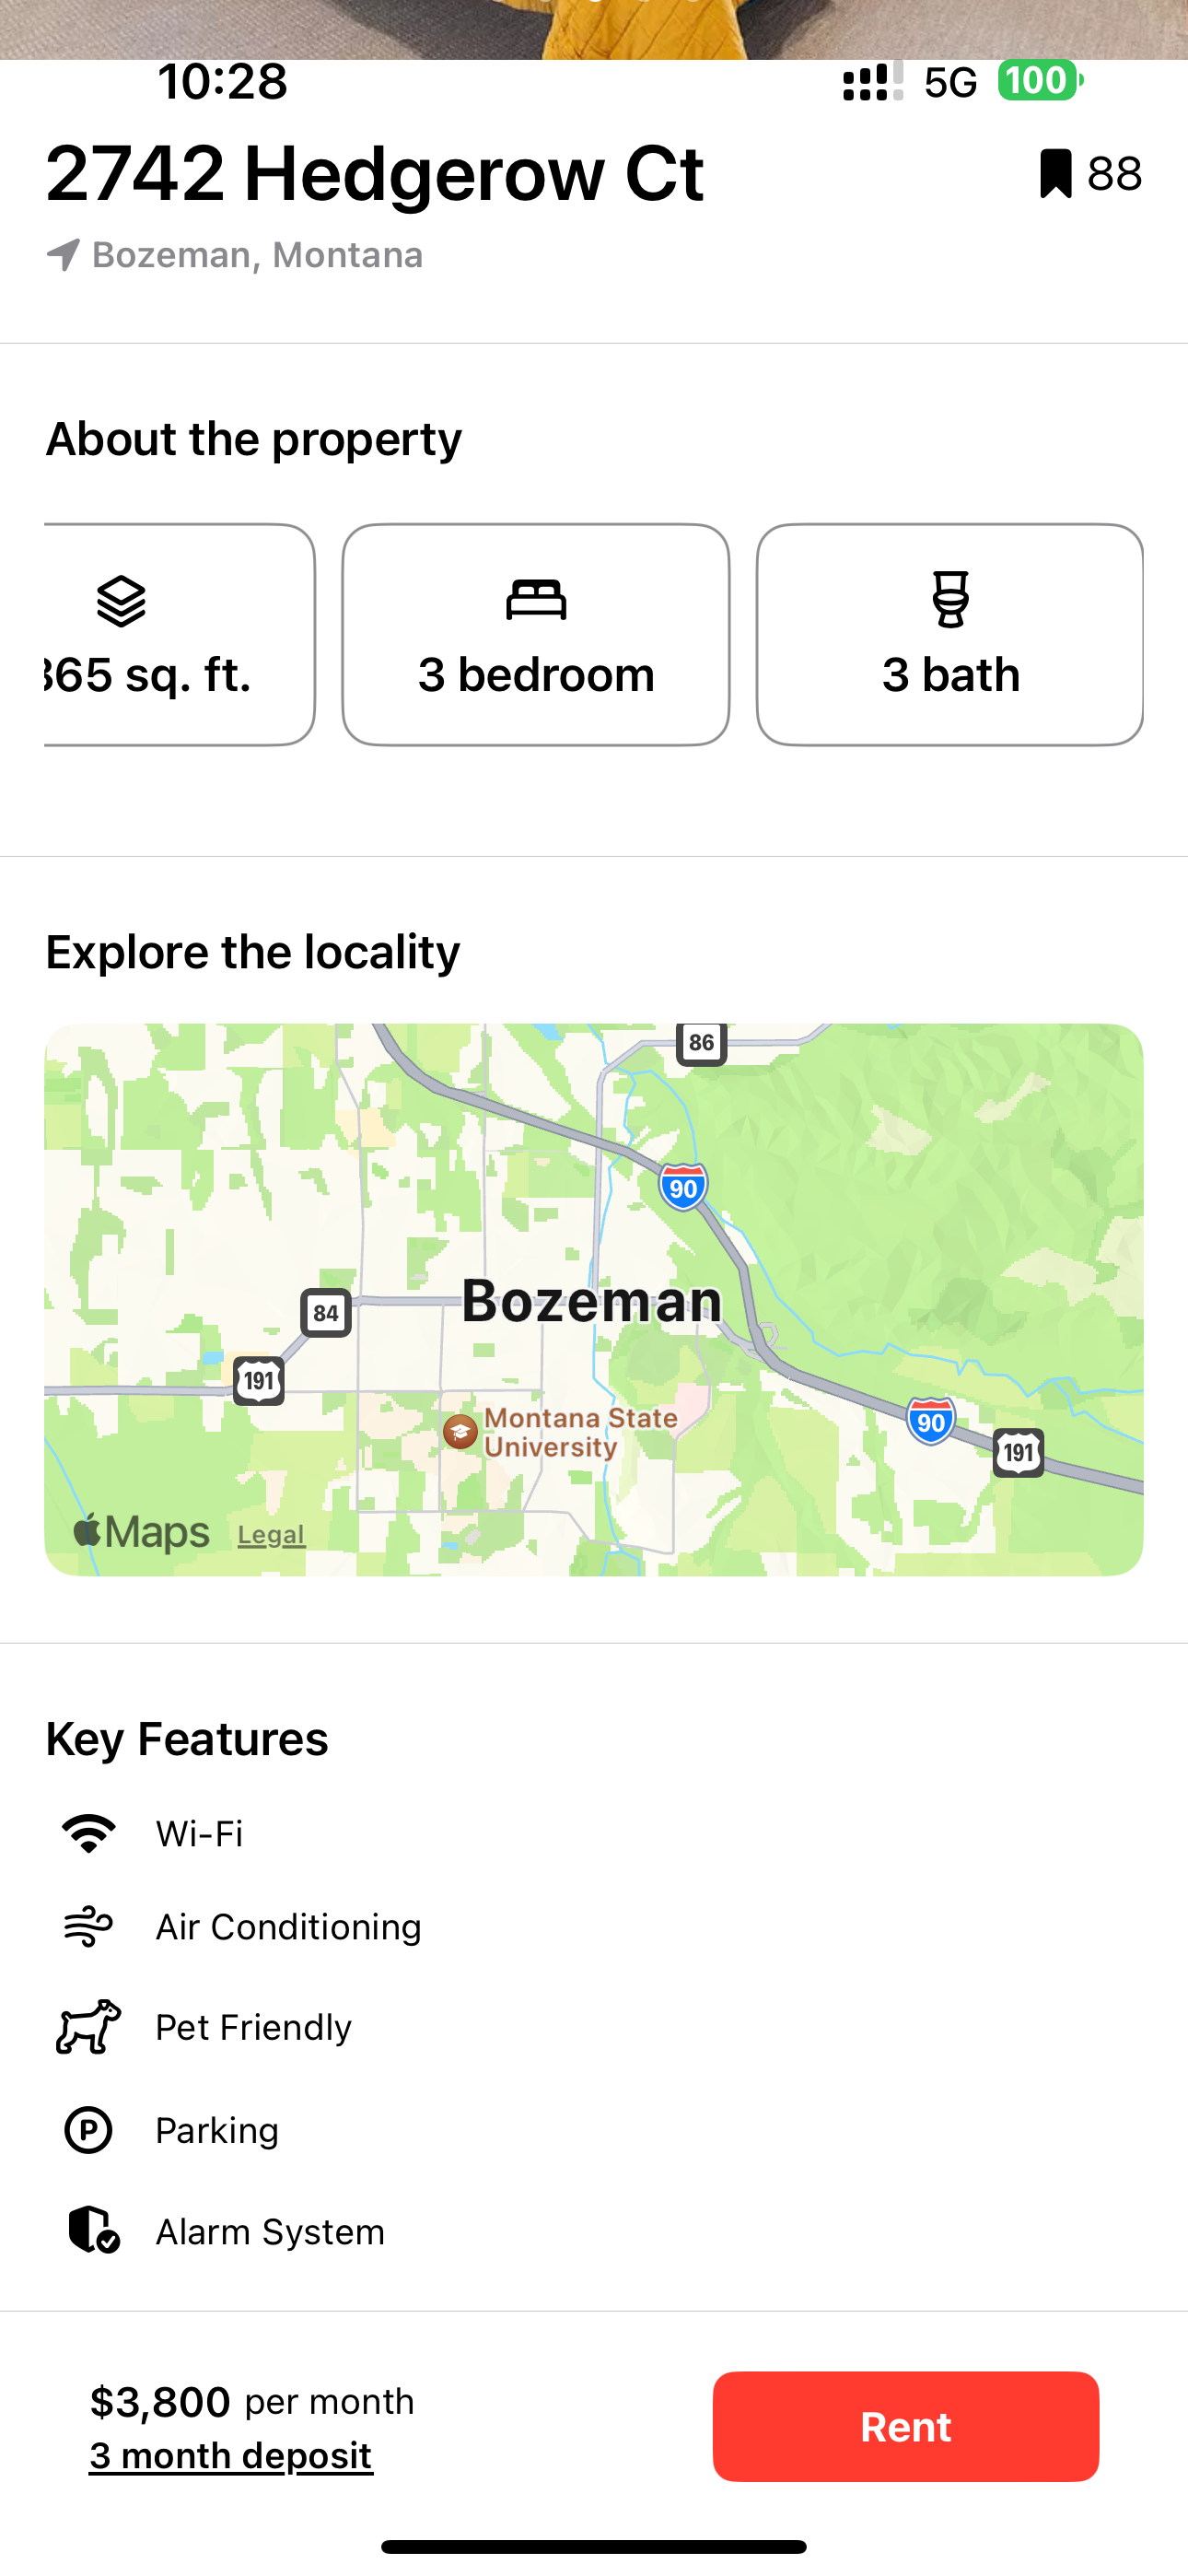 10:28
5G 100
2742 Hedgerow Ct
88
Bozeman, Montana
About the property
65 sq. ft.
3 bedroom
3 bath
Explore the locality
86
90
Bozeman
84
191
Montana State
University
90
191
Maps Legal
Key Features
Wi-Fi
Air Conditioning
Pet Friendly
Parking
Alarm System
$3,800 per month
3 month deposit
Rent